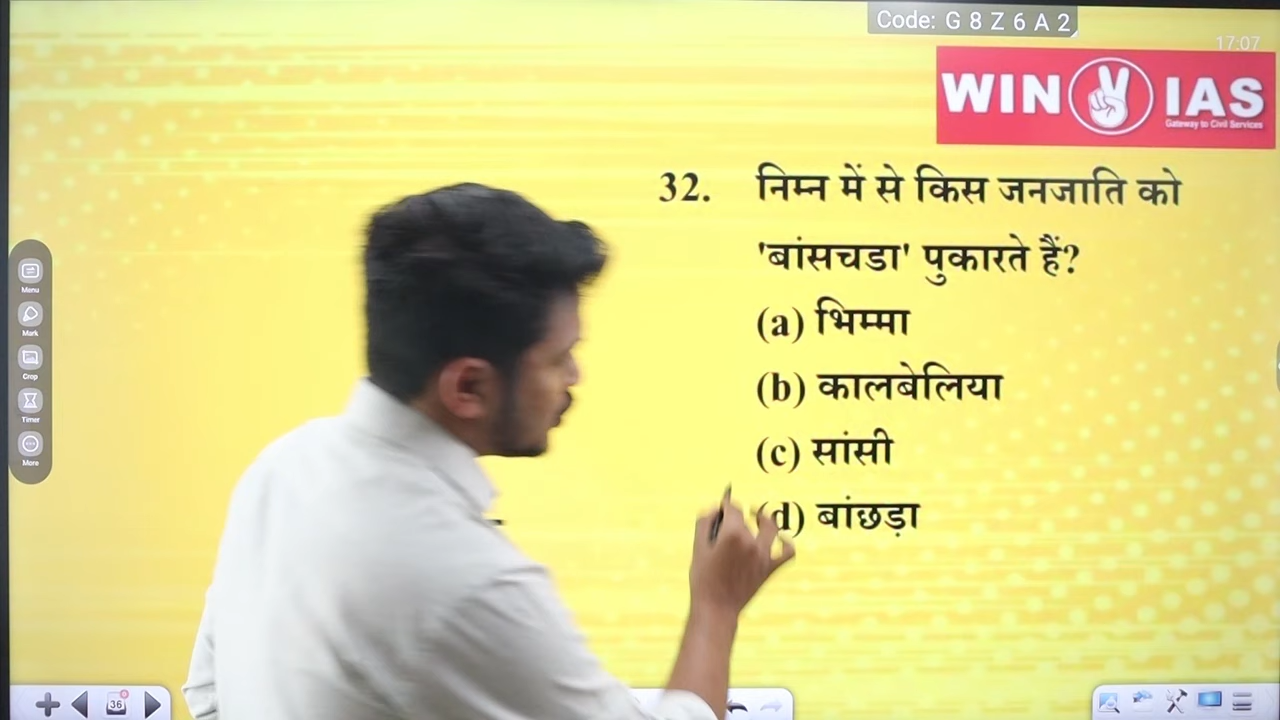 Code: G 8 Z 6 A 2
17:07
WIN IAS
Gateway to Civil Services
32. निम्न में से किस जनजाति को
'बांसचडा' पुकारते हैं?
(a) भिम्मा
(b) कालबेलिया
(c) सांसी
(d) बांछड़ा
Menu
Mark
Crop
Timer
More
36